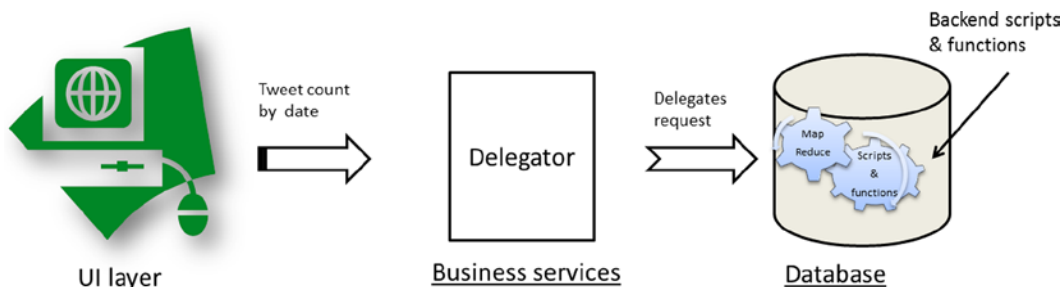 Backend scripts
& functions
Tweet count
by date
Delegates
request
Delegator
Map
Reduce
Scripts
&
functions
UI layer
Business services
Database